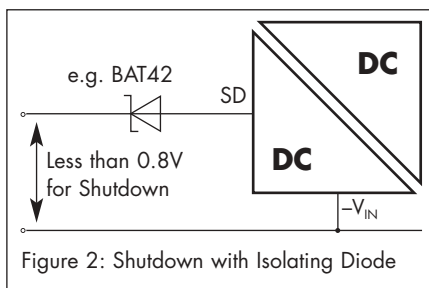 DC
e.g. BAT42
SD
DC
Less than 0.8V
for Shutdown
–VIN
Figure 2: Shutdown with Isolating Diode